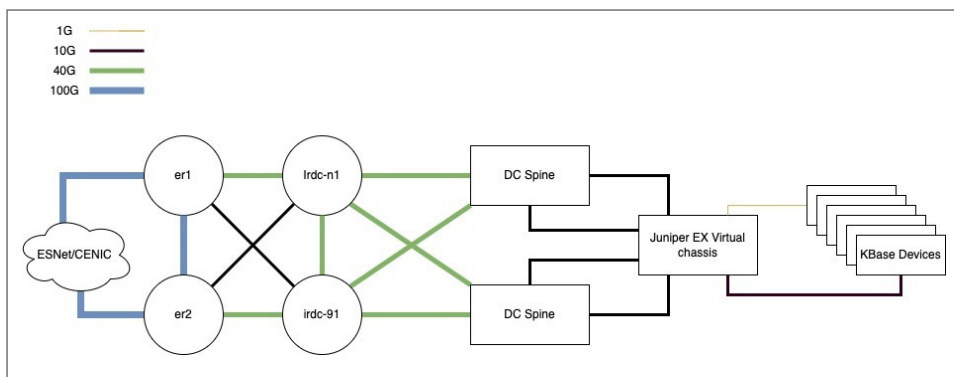 1G
10G
40G
100G
er1
lrdc-n1
DC Spine
ESNet/CENIC
Juniper EX Virtual
chassis
KBase Devices
er2
irdc-91
DC Spine